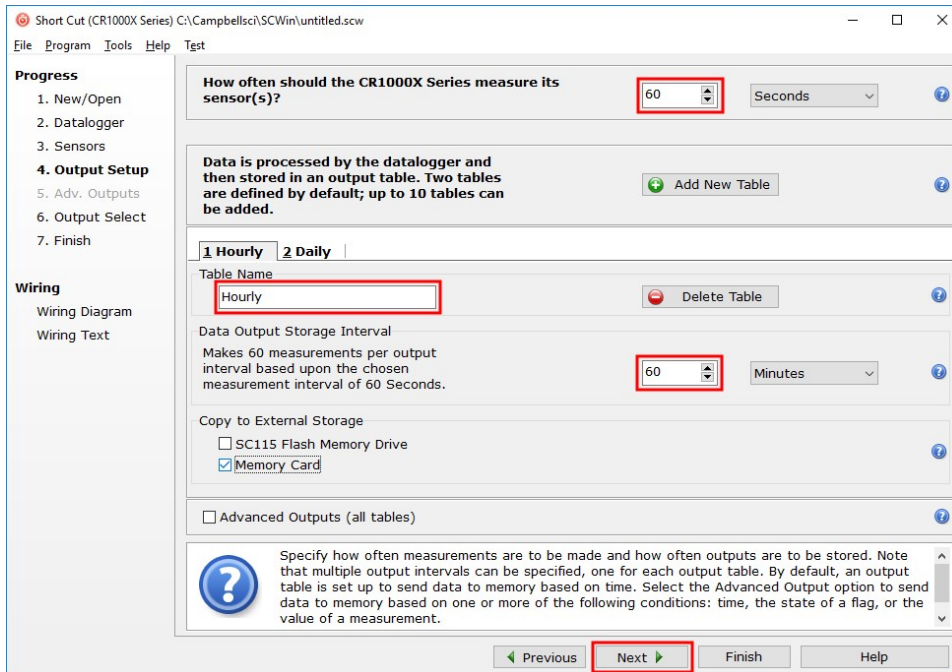 Short Cut (CR1000X Series) C:\Campbellsci\SCWin\untitled.scw
File Program Tools Help Test
Progress
1. New/Open
2. Datalogger
3. Sensors
4. Output Setup
5. Adv. Outputs
6. Output Select
7. Finish
Wiring
Wiring Diagram
Wiring Text
How often should the CR1000X Series measure its
sensor(s)?
60
Seconds
Data is processed by the datalogger and
then stored in an output table. Two tables
are defined by default; up to 10 tables can
be added.
Add New Table
1 Hourly 2 Daily
Table Name
Hourly
Delete Table
Data Output Storage Interval
Makes 60 measurements per output
interval based upon the chosen
measurement interval of 60 Seconds.
60
Minutes
Copy to External Storage
SC115 Flash Memory Drive
Memory Card
Advanced Outputs (all tables)
Specify how often measurements are to be made and how often outputs are to be stored. Note
that multiple output intervals can be specified, one for each output table. By default, an output
table is set up to send data to memory based on time. Select the Advanced Output option to send
data to memory based on one or more of the following conditions: time, the state of a flag, or the
value of a measurement.
Previous Next Finish Help